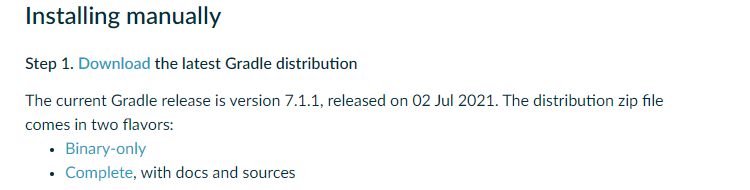 Installing manually
Step 1. Download the latest Gradle distribution
The current Gradle release is version 7.1.1, released on 02 Jul 2021. The distribution zip file
comes in two flavors:
• Binary-only
• Complete, with docs and sources